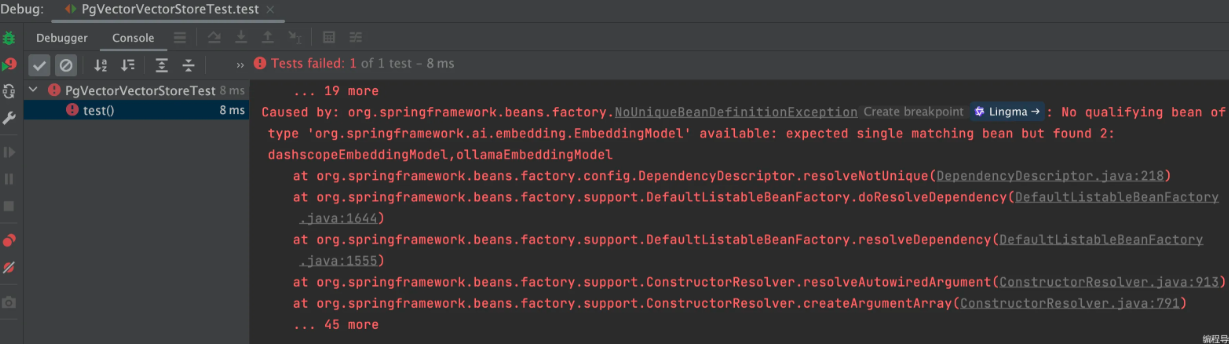 Debug: PgVectorVectorStoreTest.test ×
Debugger Console
Tests failed: 1 of 1 test – 8 ms
PgVectorVectorStoreTest 8 ms
test() 8 ms
... 19 more
Caused by: org.springframework.beans.factory.NoUniqueBeanDefinitionException Create breakpoint Lingma → : No qualifying bean of
type 'org.springframework.ai.embedding.EmbeddingModel' available: expected single matching bean but found 2:
dashscopeEmbeddingModel,ollamaEmbeddingModel
at org.springframework.beans.factory.config.DependencyDescriptor.resolveNotUnique(DependencyDescriptor.java:218)
at org.springframework.beans.factory.support.DefaultListableBeanFactory.doResolveDependency(DefaultListableBeanFactory
.java:1644)
at org.springframework.beans.factory.support.DefaultListableBeanFactory.resolveDependency(DefaultListableBeanFactory
.java:1555)
at org.springframework.beans.factory.support.ConstructorResolver.resolveAutowiredArgument(ConstructorResolver.java:913)
at org.springframework.beans.factory.support.ConstructorResolver.createArgumentArray(ConstructorResolver.java:791)
... 45 more
编程导